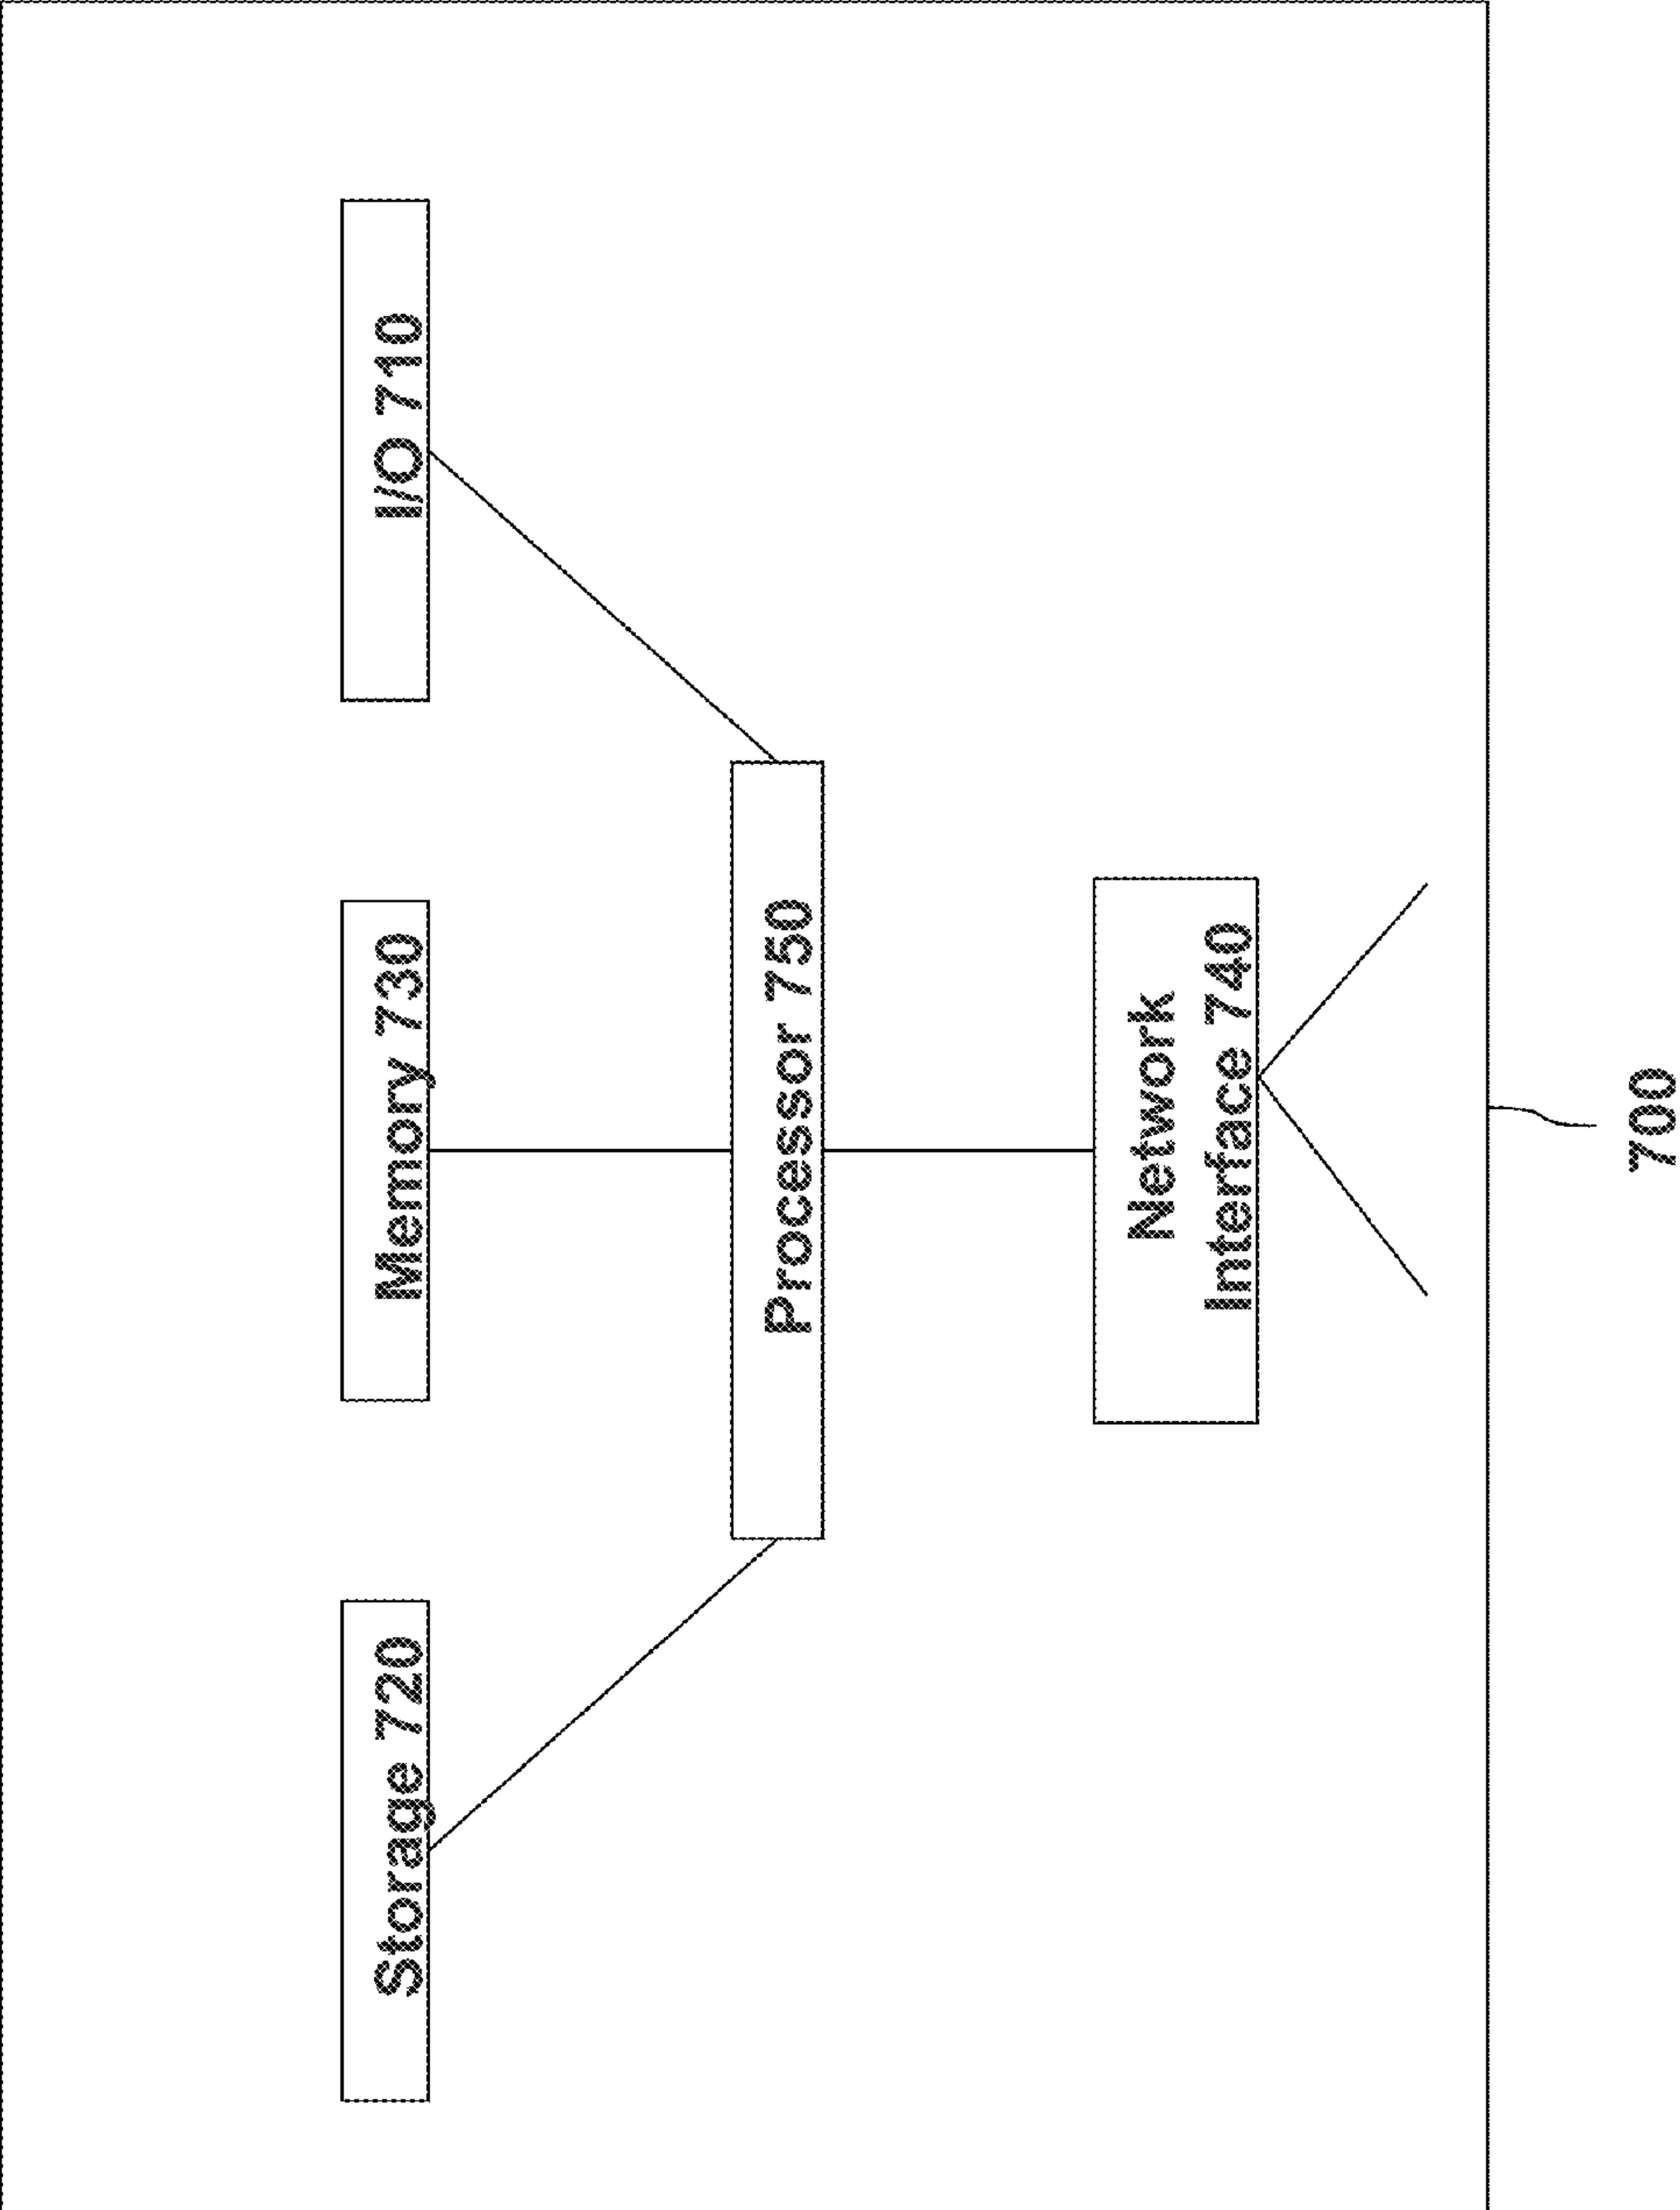 Storage 720
Memory 730
I/O 710
Processor 750
Network
Interface 740
700